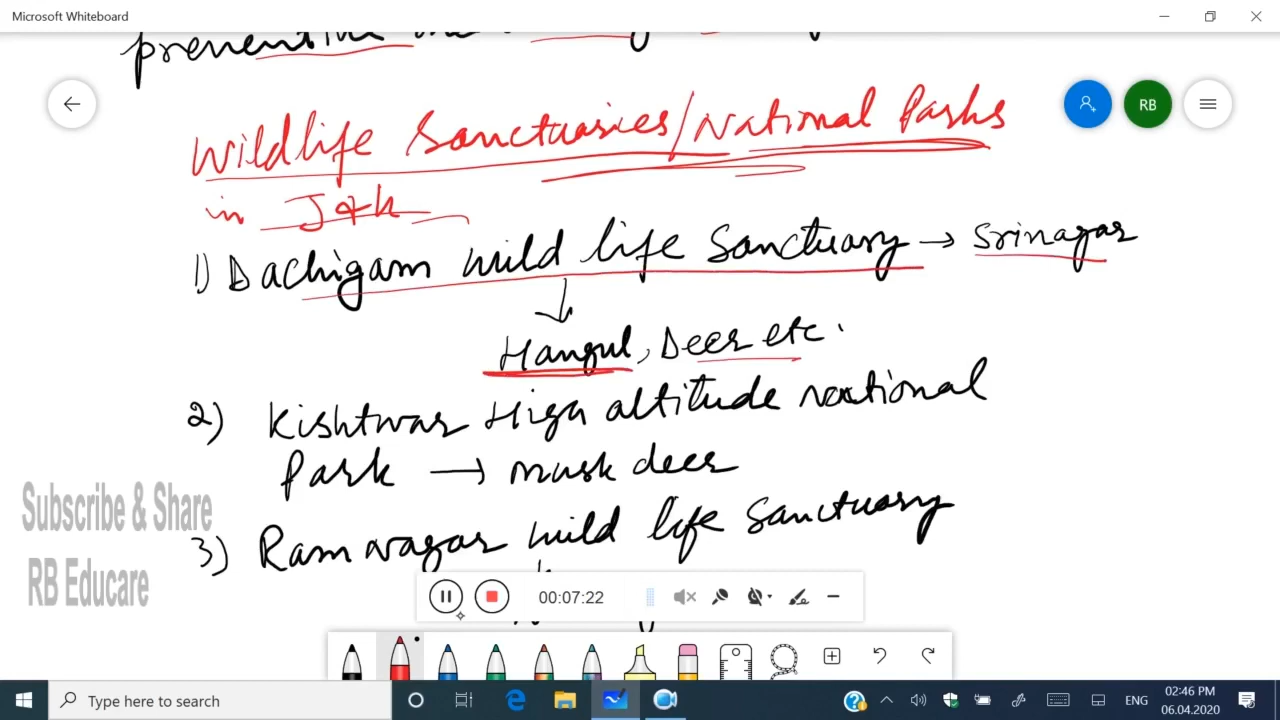 Microsoft Whiteboard
RB
Wildlife Sanctuaries/National Parks
in J&K
1) Dachigam wild life Sanctuary → Srinagar
Hangul, Deer etc.
2) Kishtwar High altitude national
Park → musk deer
3) Ramnagar wild life sanctuary
Subscribe & Share
RB Educare
00:07:22
Type here to search
ENG
02:46 PM
06.04.2020